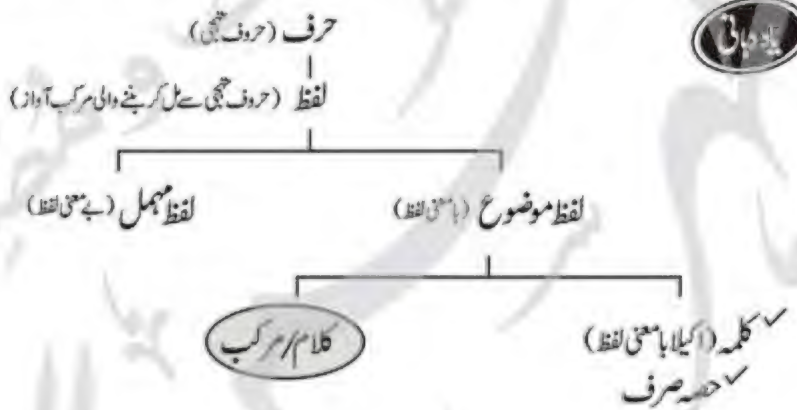 یاد دہانی
حرف (حروف تہجی)
لفظ (حروف تہجی سے مل کر بننے والی مرکب آواز)
لفظ موضوع (بامعنی لفظ) لفظ مہمل (بے معنی لفظ)
✓ کلمہ (اکیلا بامعنی لفظ) کلام/مرکب
✓ حصہ صرف